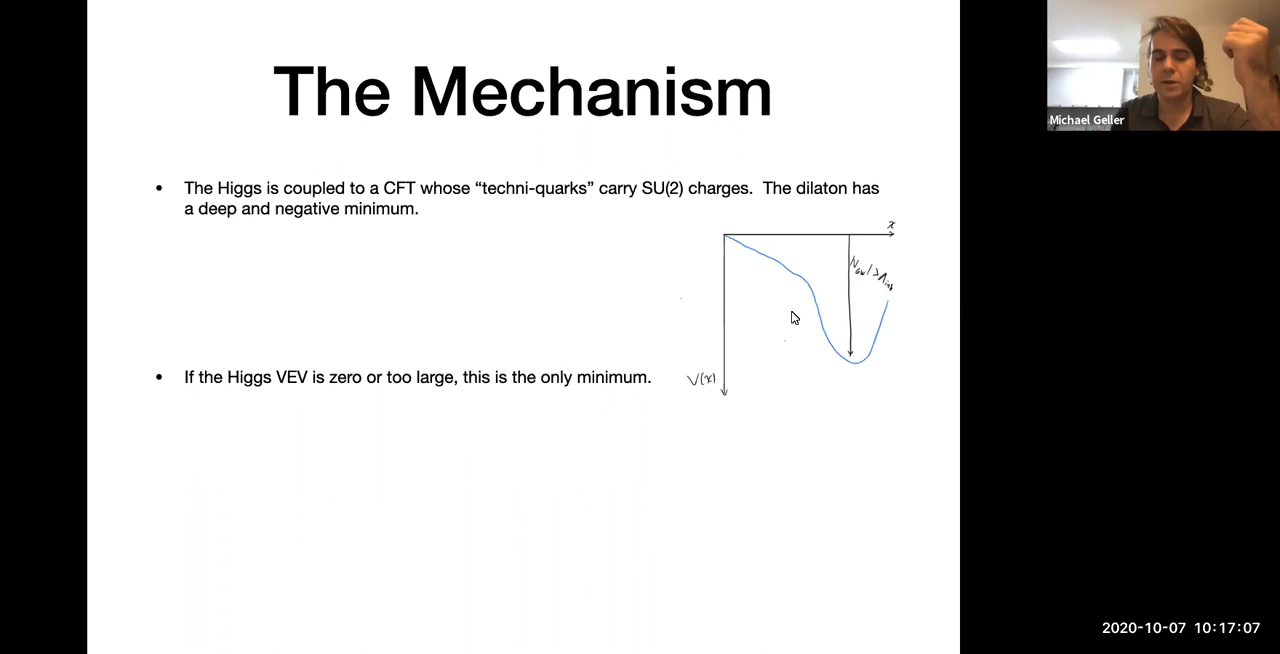 The Mechanism
• The Higgs is coupled to a CFT whose “techni-quarks” carry SU(2) charges. The dilaton has
a deep and negative minimum.
χ
• If the Higgs VEV is zero or too large, this is the only minimum.
V(χ)
Michael Geller
2020-10-07 10:17:07